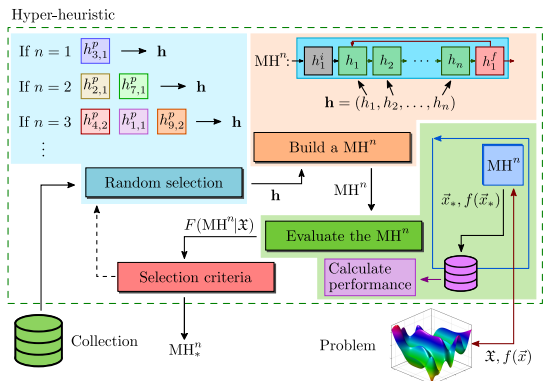 Hyper-heuristic
If n = 1 h^p_{3,1} → h
If n = 2 h^p_{2,1} h^p_{7,1} → h
If n = 3 h^p_{4,2} h^p_{1,1} h^p_{9,2} → h
⋮
MH^n: h^i_1 h_1 h_2 ⋯ h_n h^f_1
h = (h_1, h_2, . . . , h_n)
Build a MH^n
MH^n
Random selection
h
MH^n
x⃗_*, f(x⃗_*)
F(MH^n|𝔛)
Evaluate the MH^n
Selection criteria
Calculate
performance
Collection
MH^n_*
Problem
𝔛, f(x⃗)